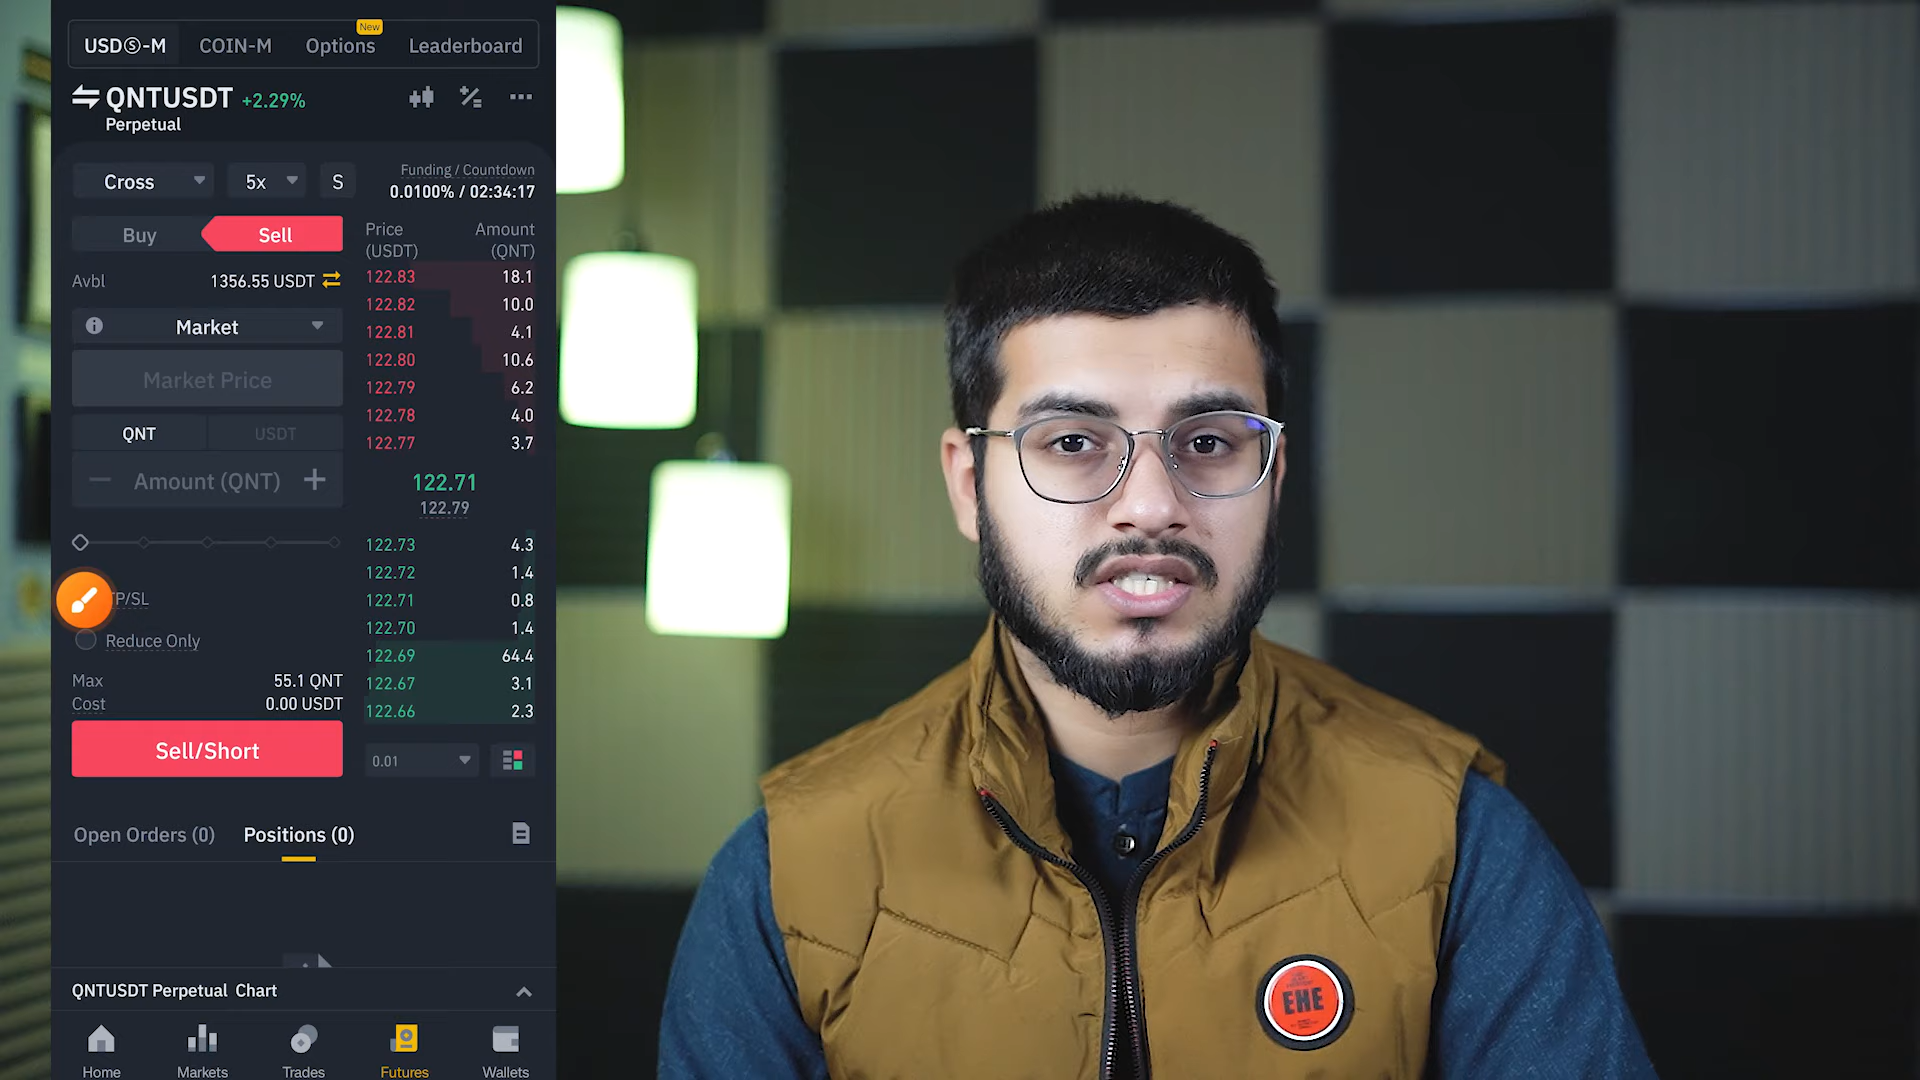 USDⓈ-M COIN-M Options New Leaderboard
QNTUSDT +2.29%
Perpetual
Cross 5x S
Funding / Countdown
0.0100% / 02:34:17
Buy Sell
Price (USDT) Amount (QNT)
Avbl 1356.55 USDT
Market
Market Price
QNT USDT
Amount (QNT)
122.83 18.1
122.82 10.0
122.81 4.1
122.80 10.6
122.79 6.2
122.78 4.0
122.77 3.7
122.71
122.79
122.73 4.3
122.72 1.4
122.71 0.8
122.70 1.4
122.69 64.4
122.67 3.1
122.66 2.3
TP/SL
Reduce Only
Max 55.1 QNT
Cost 0.00 USDT
Sell/Short
0.01
Open Orders (0) Positions (0)
QNTUSDT Perpetual Chart
Home Markets Trades Futures Wallets
EHE